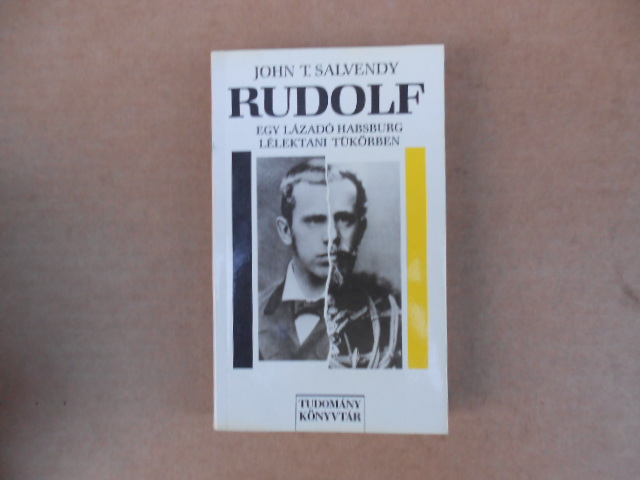 JOHN T. SALVENDY
RUDOLF
EGY LÁZADÓ HABSBURG
LÉLEKTANI TÜKÖRBEN
TUDOMÁNY
KÖNYVTÁR